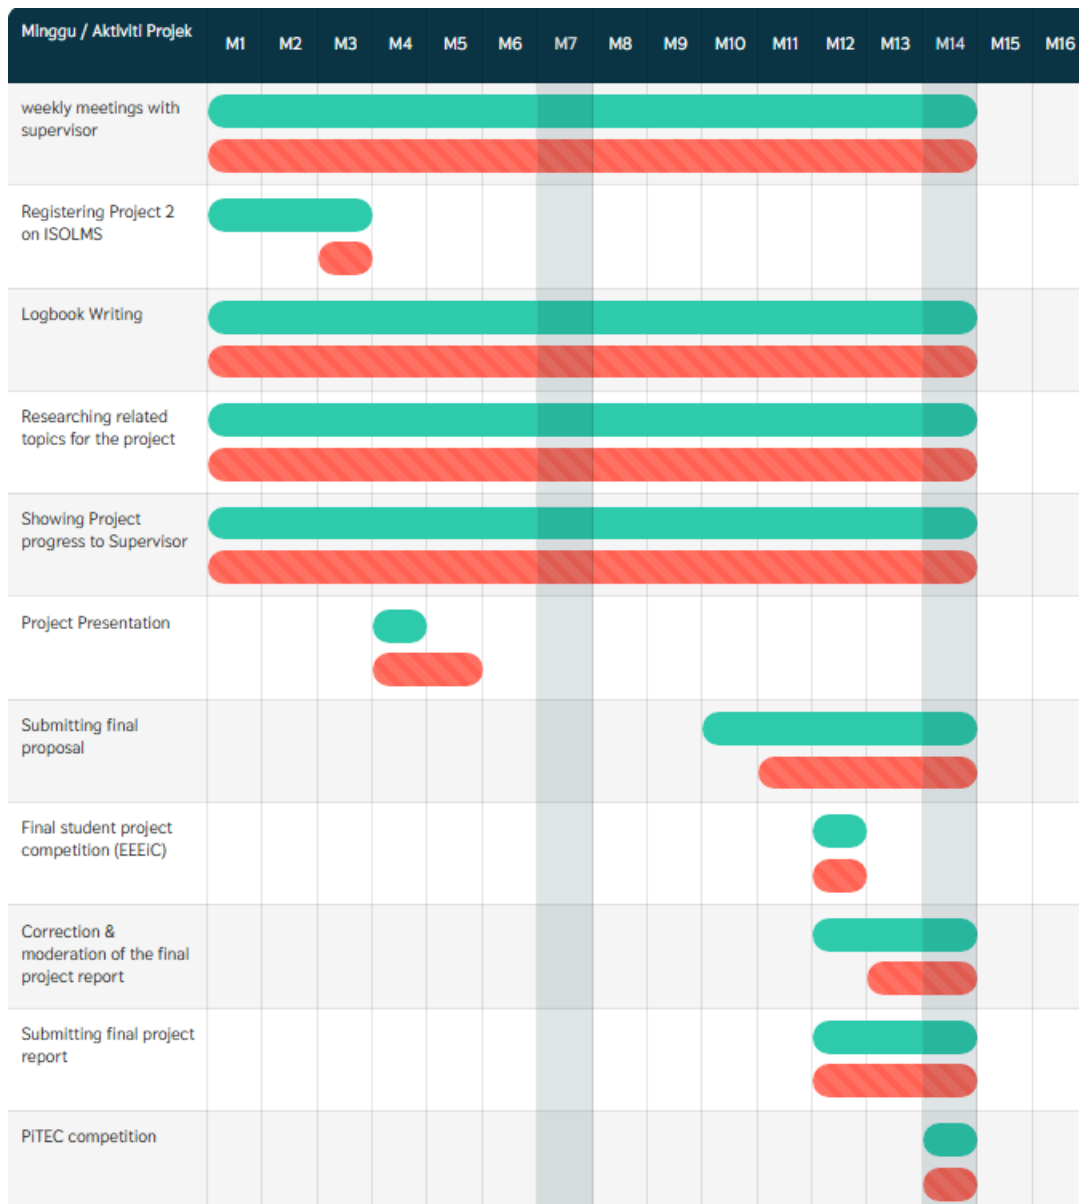 Minggu / Aktiviti Projek M1 M2 M3 M4 M5 M6 M7 M8 M9 M10 M11 M12 M13 M14 M15 M16
weekly meetings with
supervisor
Registering Project 2
on ISOLMS
Logbook Writing
Researching related
topics for the project
Showing Project
progress to Supervisor
Project Presentation
Submitting final
proposal
Final student project
competition (EEEiC)
Correction &
moderation of the final
project report
Submitting final project
report
PiTEC competition